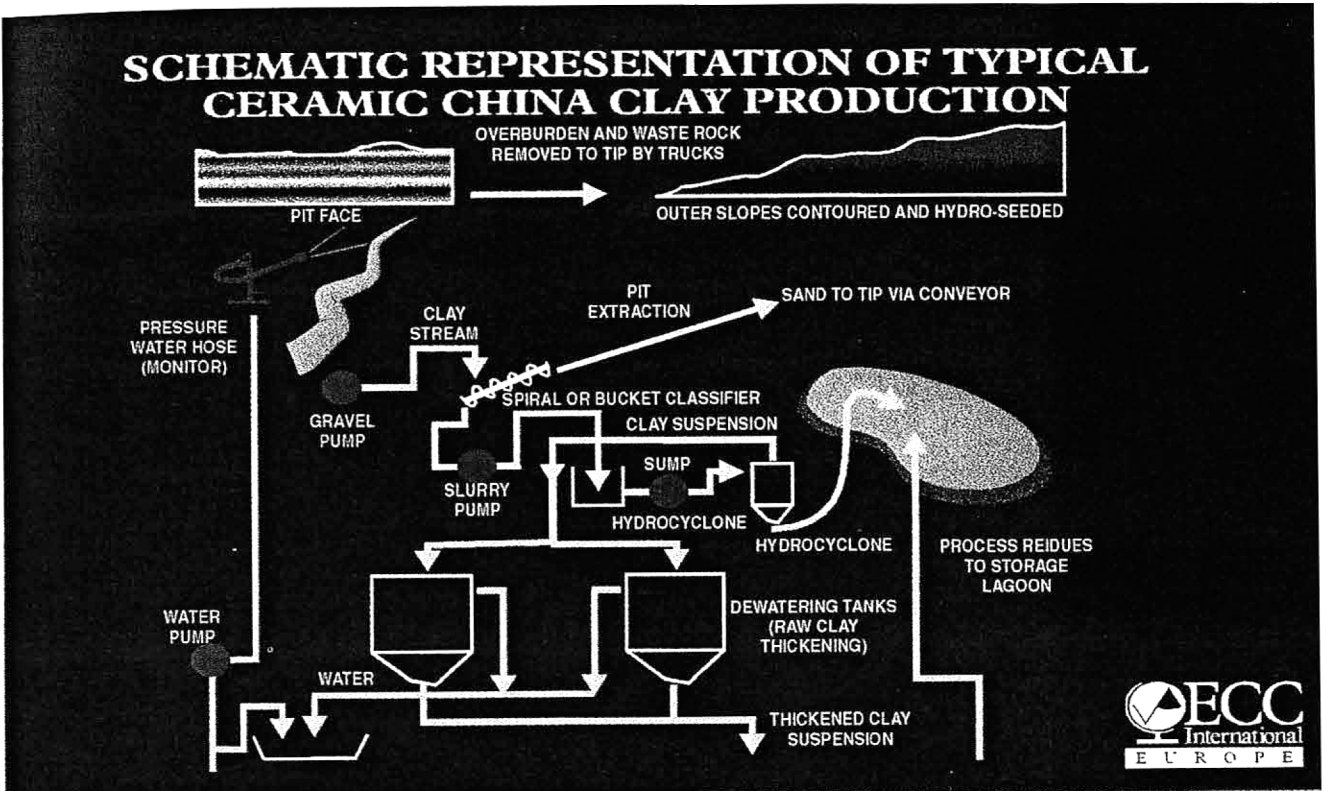 SCHEMATIC REPRESENTATION OF TYPICAL
CERAMIC CHINA CLAY PRODUCTION
OVERBURDEN AND WASTE ROCK
REMOVED TO TIP BY TRUCKS
PIT FACE
OUTER SLOPES CONTOURED AND HYDRO-SEEDED
PRESSURE
WATER HOSE
(MONITOR)
CLAY
STREAM
PIT
EXTRACTION
SAND TO TIP VIA CONVEYOR
GRAVEL
PUMP
SPIRAL OR BUCKET CLASSIFIER
CLAY SUSPENSION
SLURRY
PUMP
SUMP
HYDROCYCLONE
HYDROCYCLONE
PROCESS REIDUES
TO STORAGE
LAGOON
WATER
PUMP
DEWATERING TANKS
(RAW CLAY
THICKENING)
WATER
THICKENED CLAY
SUSPENSION
ECC
International
EUROPE